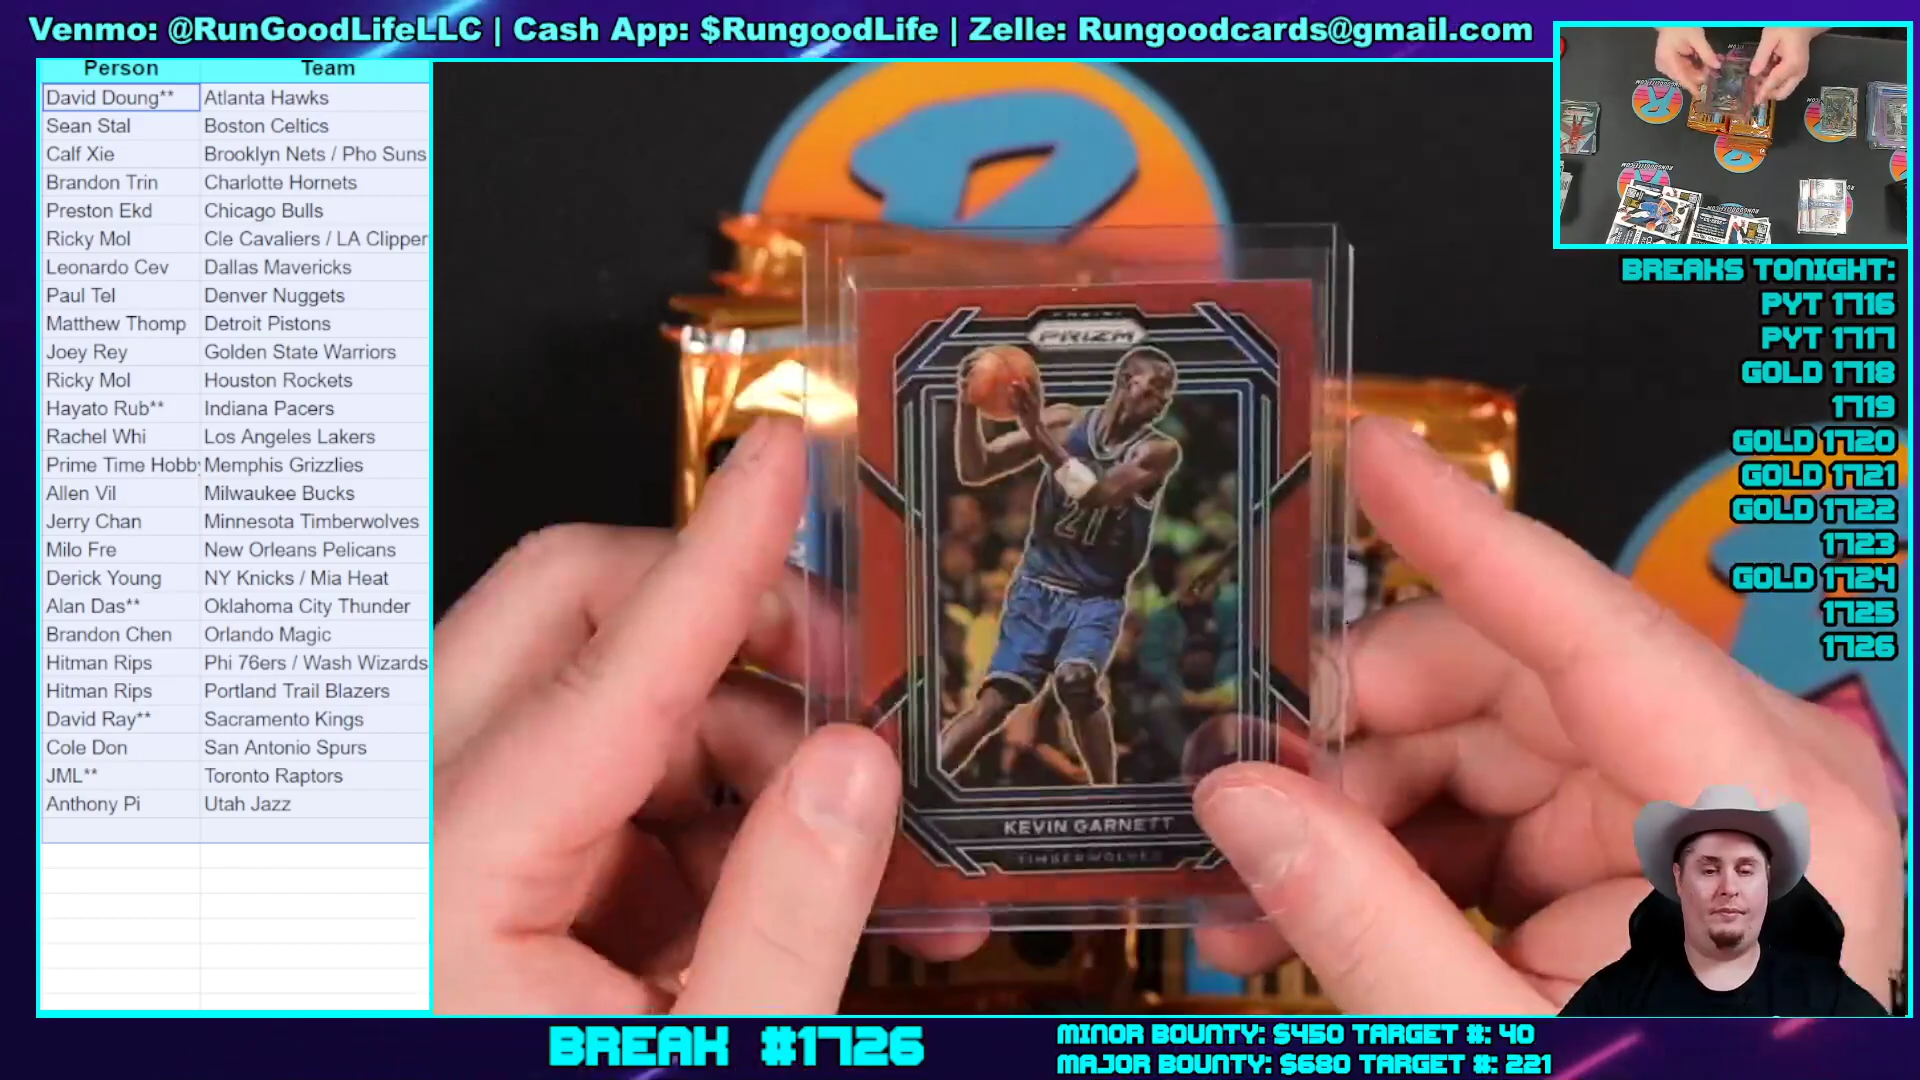 Venmo: @RunGoodLifeLLC | Cash App: $RungoodLife | Zelle: Rungoodcards@gmail.com
Person Team
David Doung** Atlanta Hawks
Sean Stal Boston Celtics
Calf Xie Brooklyn Nets / Pho Suns
Brandon Trin Charlotte Hornets
Preston Ekd Chicago Bulls
Ricky Mol Cle Cavaliers / LA Clipper
Leonardo Cev Dallas Mavericks
Paul Tel Denver Nuggets
Matthew Thomp Detroit Pistons
Joey Rey Golden State Warriors
Ricky Mol Houston Rockets
Hayato Rub** Indiana Pacers
Rachel Whi Los Angeles Lakers
Prime Time Hobby Memphis Grizzlies
Allen Vil Milwaukee Bucks
Jerry Chan Minnesota Timberwolves
Milo Fre New Orleans Pelicans
Derick Young NY Knicks / Mia Heat
Alan Das** Oklahoma City Thunder
Brandon Chen Orlando Magic
Hitman Rips Phi 76ers / Wash Wizards
Hitman Rips Portland Trail Blazers
David Ray** Sacramento Kings
Cole Don San Antonio Spurs
JML** Toronto Raptors
Anthony Pi Utah Jazz
PANINI
PRIZM
21
KEVIN GARNETT
TIMBERWOLVES
BREAKS TONIGHT:
PYT 1716
PYT 1717
GOLD 1718
1719
GOLD 1720
GOLD 1721
GOLD 1722
1723
GOLD 1724
1725
1726
BREAK #1726
MINOR BOUNTY: $450 TARGET #: 40
MAJOR BOUNTY: $680 TARGET #: 221